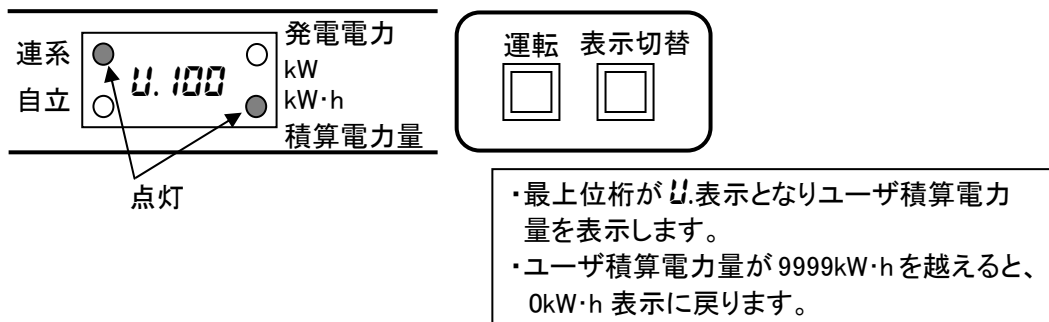 発電電力
連系
kW
U.100
自立
kW·h
積算電力量
点灯
運転 表示切替
・最上位桁がU.表示となりユーザ積算電力
量を表示します。
・ユーザ積算電力量が9999kW·hを越えると、
0kW·h 表示に戻ります。